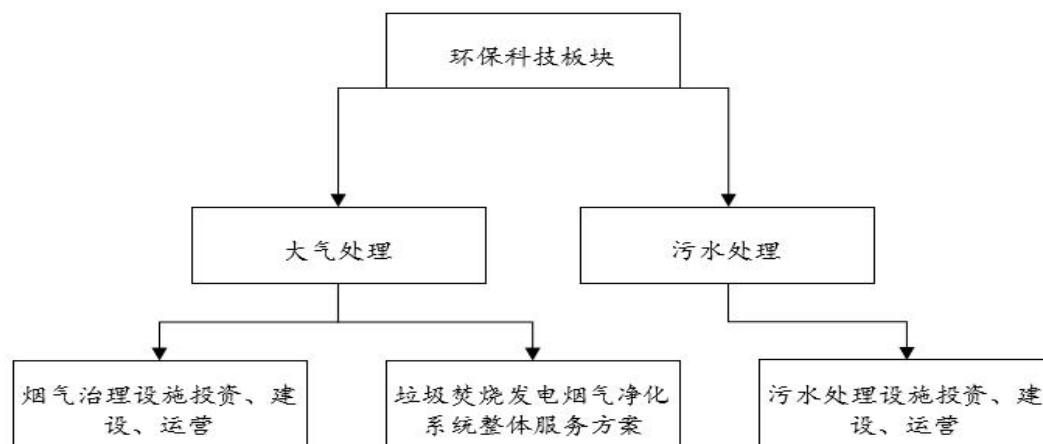 环保科技板块
大气处理
污水处理
烟气治理设施投资、建
设、运营
垃圾焚烧发电烟气净化
系统整体服务方案
污水处理设施投资、建
设、运营